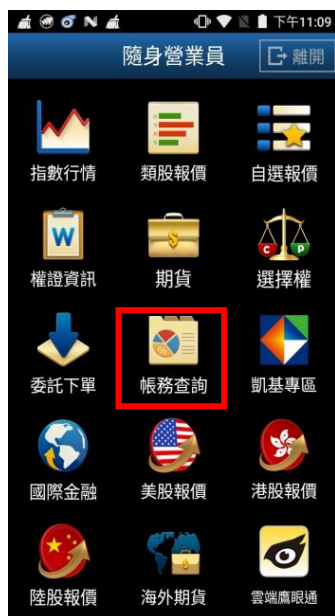 下午11:09
隨身營業員 離開
指數行情 類股報價 自選報價
W $ C P
權證資訊 期貨 選擇權
%
委託下單 帳務查詢 凱基專區
國際金融 美股報價 港股報價
陸股報價 海外期貨 雲端鷹眼通